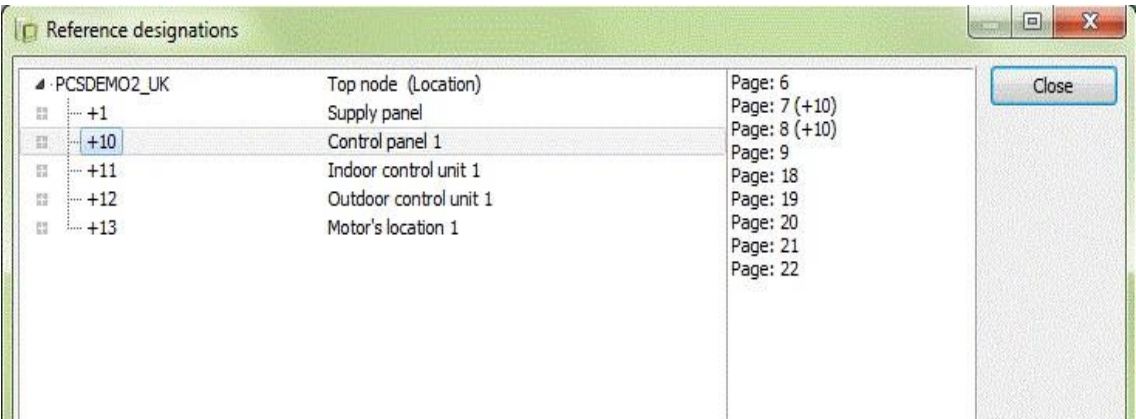 Reference designations
PCSDEMO2_UK Top node (Location)
+1 Supply panel
+10 Control panel 1
+11 Indoor control unit 1
+12 Outdoor control unit 1
+13 Motor's location 1
Page: 6
Page: 7 (+10)
Page: 8 (+10)
Page: 9
Page: 18
Page: 19
Page: 20
Page: 21
Page: 22
Close